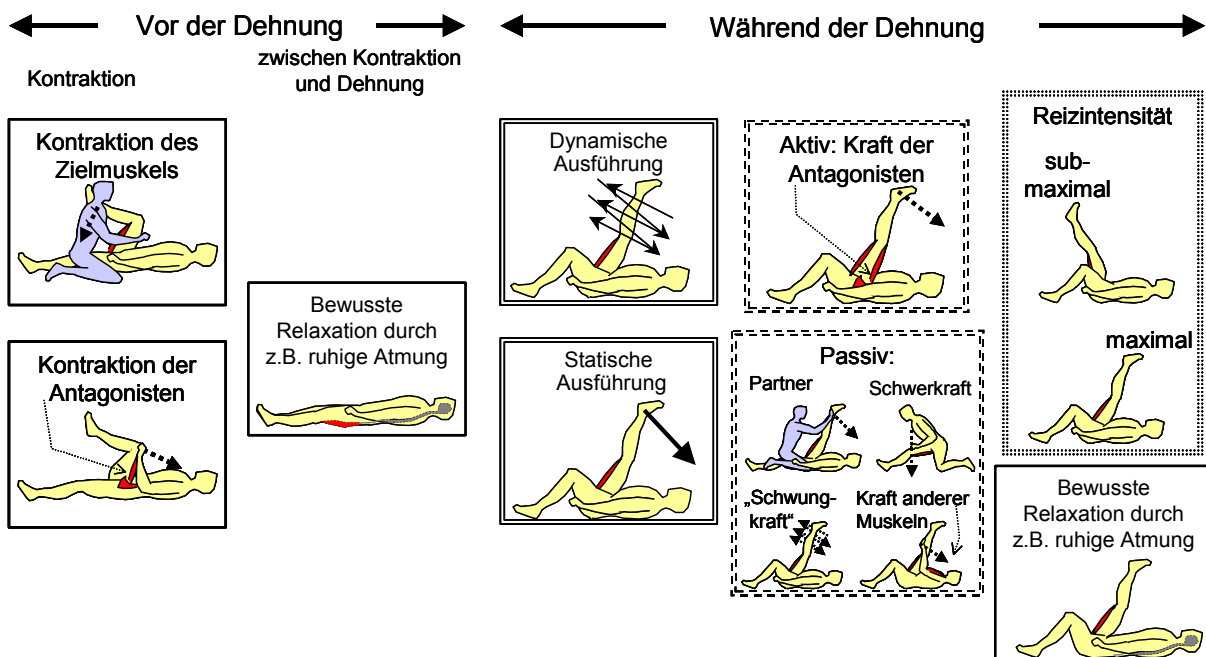 Vor der Dehnung
Während der Dehnung
Kontraktion
zwischen Kontraktion
und Dehnung
Kontraktion des
Zielmuskels
Kontraktion der
Antagonisten
Bewusste
Relaxation durch
z.B. ruhige Atmung
Dynamische
Ausführung
Statische
Ausführung
Aktiv: Kraft der
Antagonisten
Passiv:
Partner
Schwerkraft
„Schwung-
kraft“
Kraft anderer
Muskeln
Reizintensität
sub-
maximal
maximal
Bewusste
Relaxation durch
z.B. ruhige Atmung